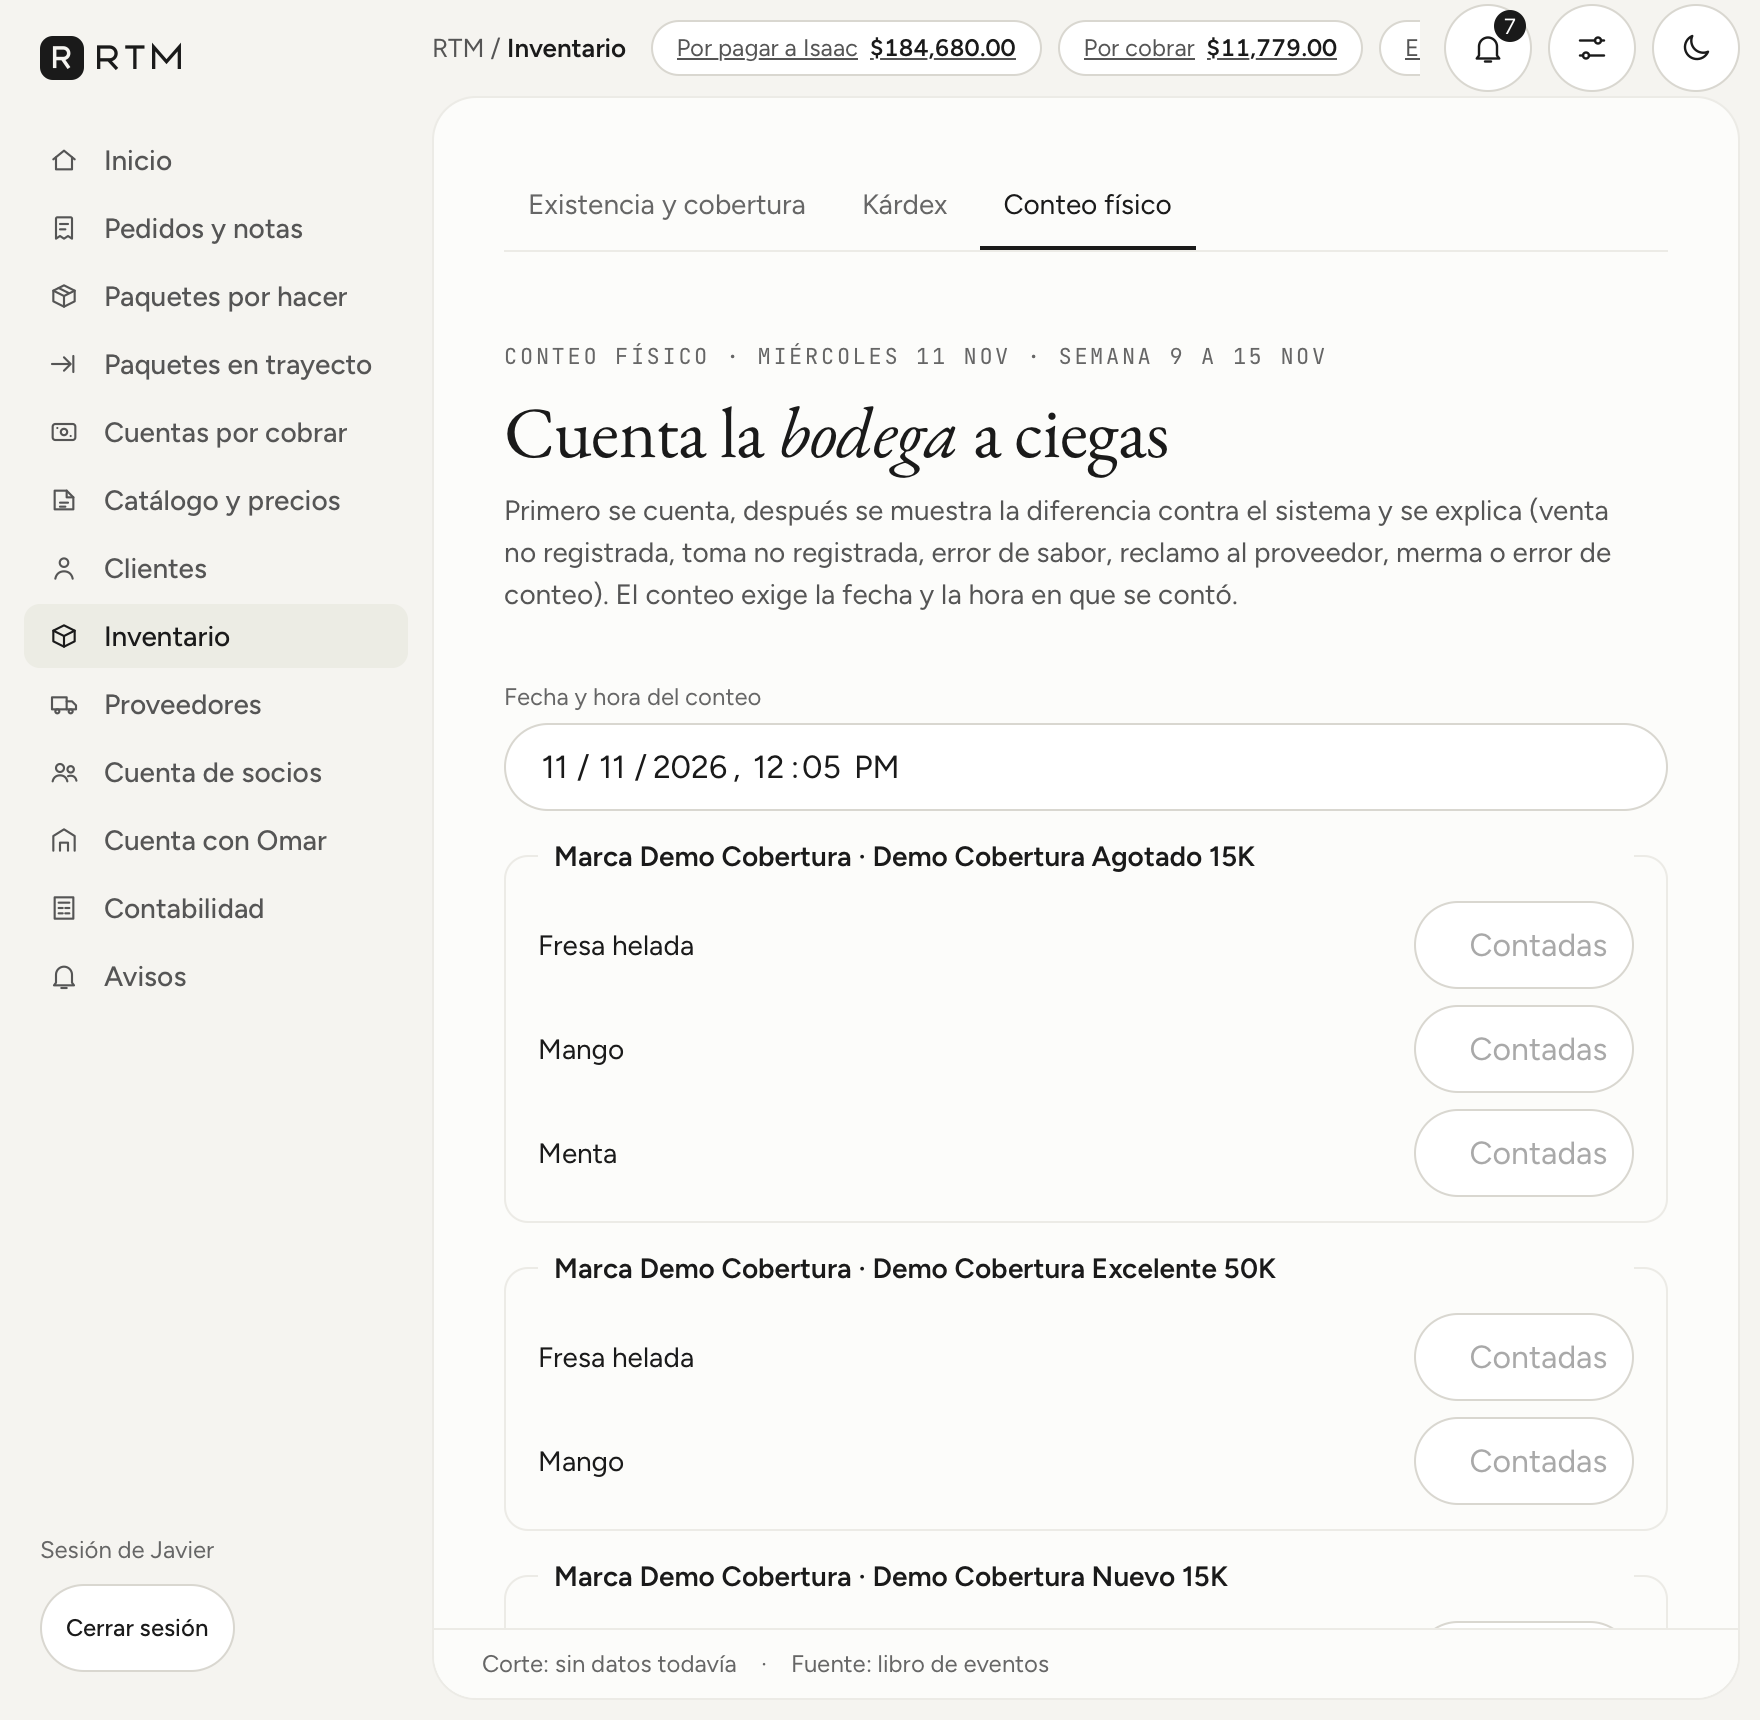 R RTM
Inicio
Pedidos y notas
Paquetes por hacer
Paquetes en trayecto
Cuentas por cobrar
Catálogo y precios
Clientes
Inventario
Proveedores
Cuenta de socios
Cuenta con Omar
Contabilidad
Avisos
Sesión de Javier
Cerrar sesión
RTM / Inventario
Por pagar a Isaac $184,680.00
Por cobrar $11,779.00
E
7
Existencia y cobertura
Kárdex
Conteo físico
CONTEO FÍSICO · MIÉRCOLES 11 NOV · SEMANA 9 A 15 NOV
Cuenta la bodega a ciegas
Primero se cuenta, después se muestra la diferencia contra el sistema y se explica (venta
no registrada, toma no registrada, error de sabor, reclamo al proveedor, merma o error de
conteo). El conteo exige la fecha y la hora en que se contó.
Fecha y hora del conteo
11 / 11 / 2026, 12:05 PM
Marca Demo Cobertura · Demo Cobertura Agotado 15K
Fresa helada Contadas
Mango Contadas
Menta Contadas
Marca Demo Cobertura · Demo Cobertura Excelente 50K
Fresa helada Contadas
Mango Contadas
Marca Demo Cobertura · Demo Cobertura Nuevo 15K
Corte: sin datos todavía · Fuente: libro de eventos